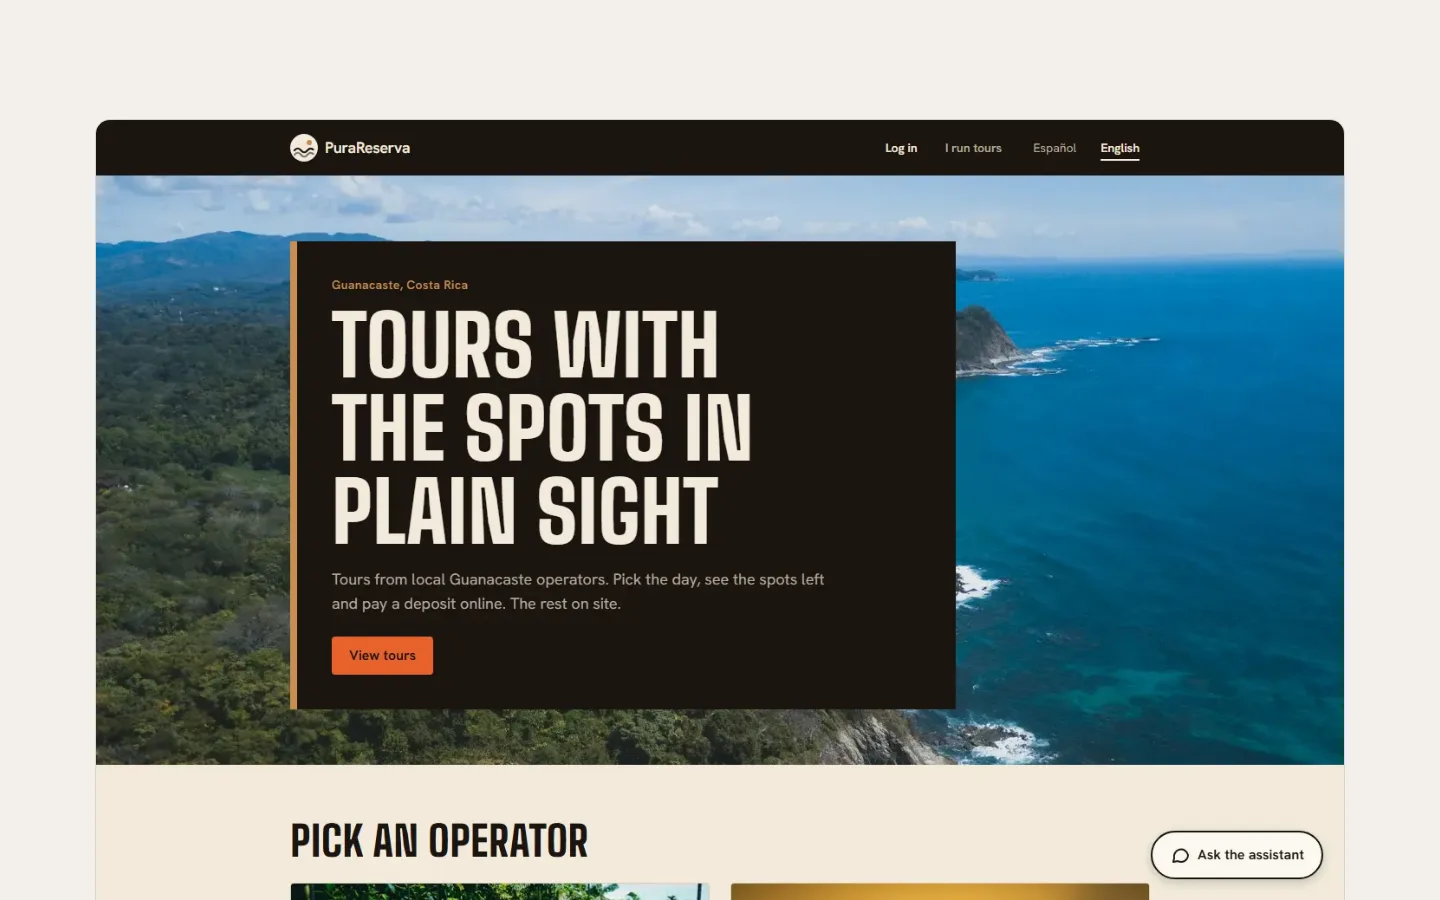 PuraReserva
Log in
I run tours
Español
English
Guanacaste, Costa Rica
TOURS WITH
THE SPOTS IN
PLAIN SIGHT
Tours from local Guanacaste operators. Pick the day, see the spots left
and pay a deposit online. The rest on site.
View tours
PICK AN OPERATOR
Ask the assistant